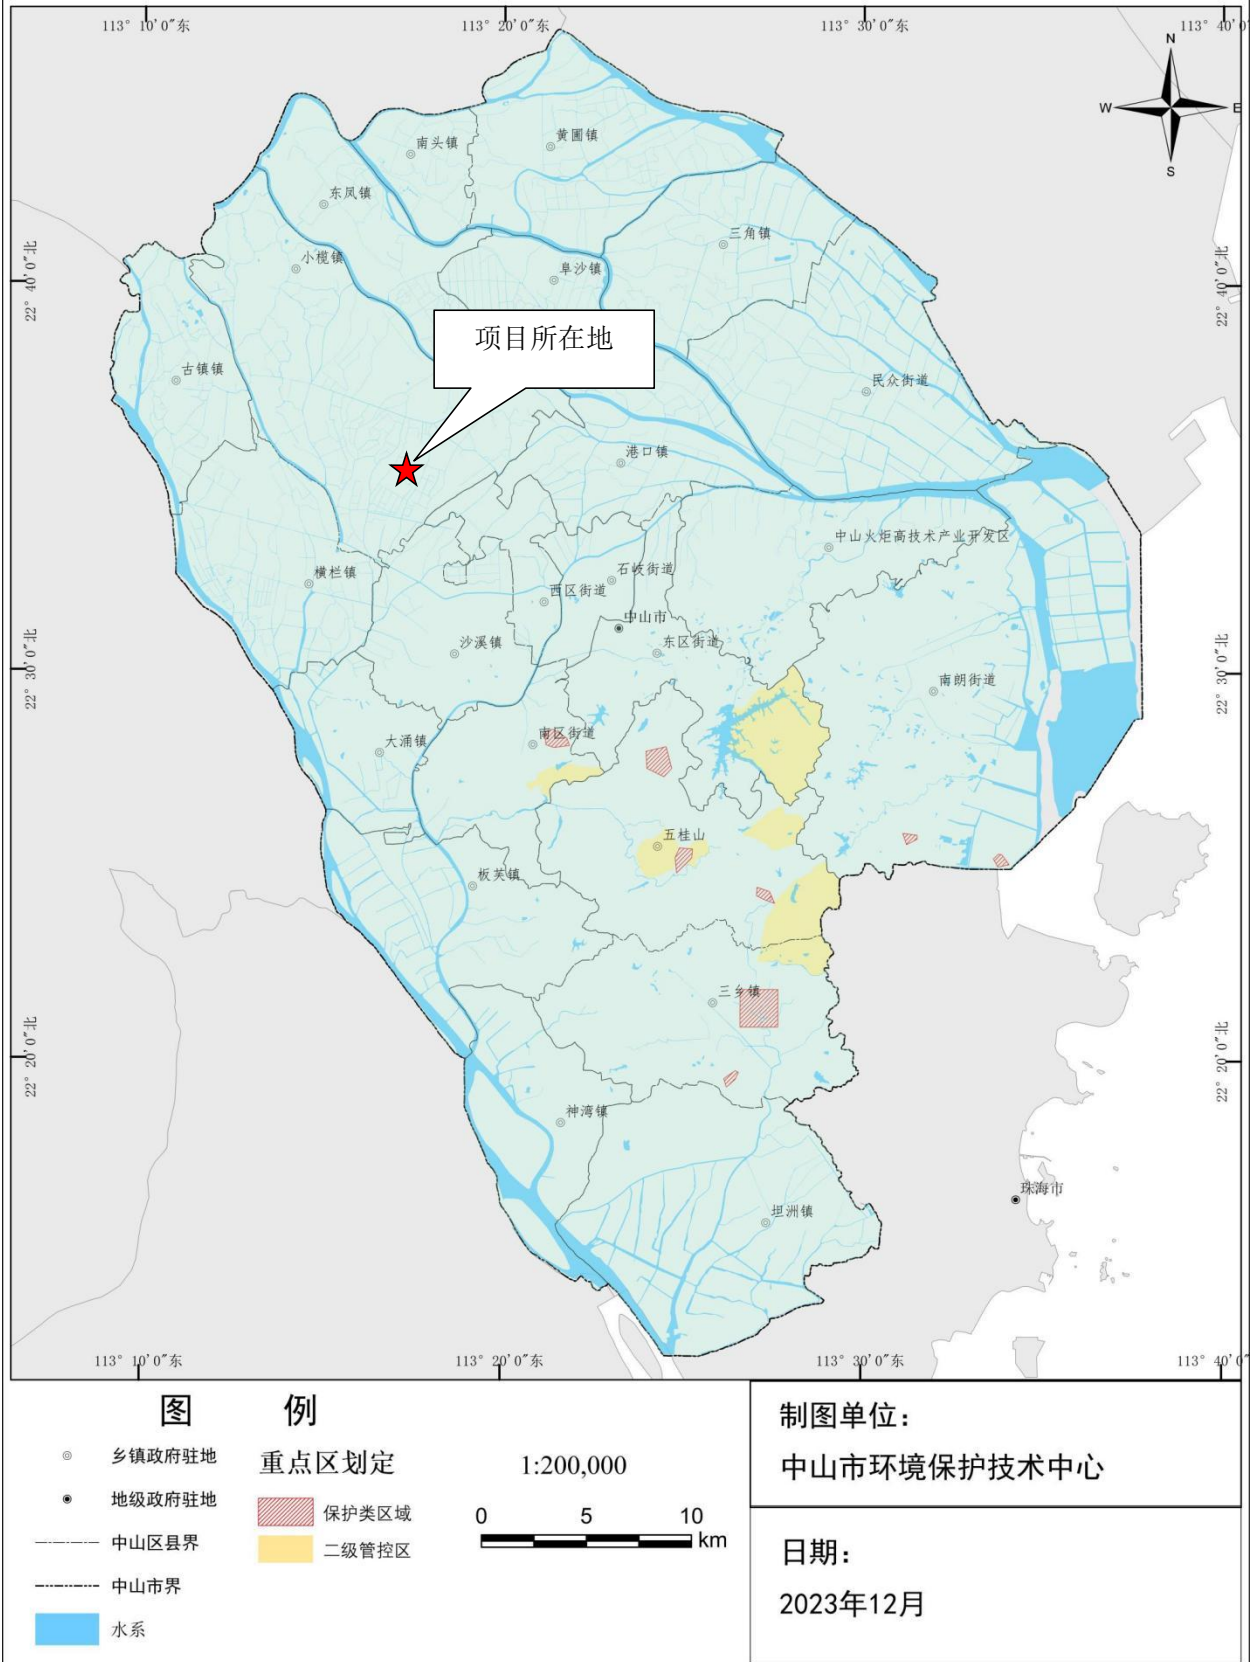 113° 10'0"东
113° 20'0"东
113° 30'0"东
113° 40'0
N
W
E
S
22° 40'0"北
22° 40'0"北
22° 30'0"北
22° 30'0"北
22° 20'0"北
22° 20'0"北
南头镇
黄圃镇
东凤镇
三角镇
小榄镇
阜沙镇
项目所在地
古镇镇
民众街道
港口镇
中山火炬高技术产业开发区
横栏镇
石岐街道
西区街道
中山市
沙溪镇
东区街道
南朗街道
大涌镇
南区街道
五桂山
板芙镇
三乡镇
神湾镇
珠海市
坦洲镇
113° 10'0"东
113° 20'0"东
113° 30'0"东
113° 40'0"
图 例
乡镇政府驻地
地级政府驻地
中山区县界
中山市界
水系
重点区划定
保护类区域
二级管控区
1:200,000
0 5 10
km
制图单位：
中山市环境保护技术中心
日期：
2023年12月